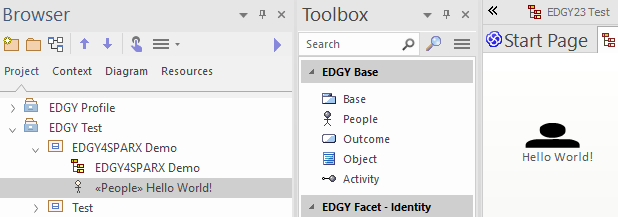 Browser
Project Context Diagram Resources
EDGY Profile
EDGY Test
EDGY4SPARX Demo
EDGY4SPARX Demo
«People» Hello World!
Test
Toolbox
Search
EDGY Base
Base
People
Outcome
Object
Activity
EDGY Facet - Identity
EDGY23 Test
Start Page
Hello World!